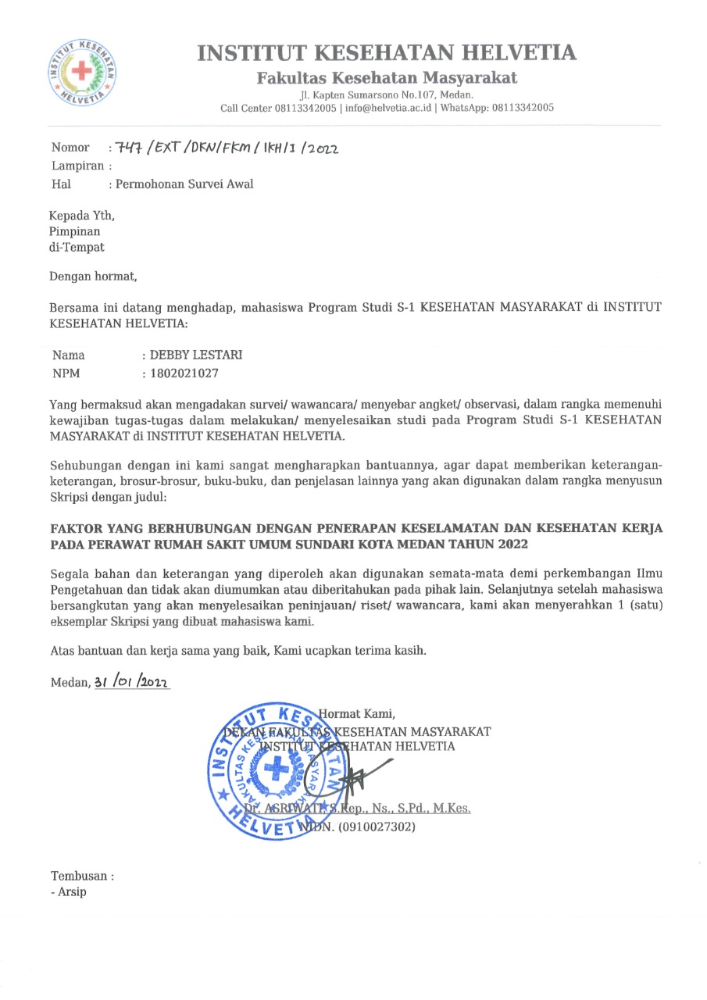 INSTITUT KESEHATAN HELVETIA
INSTITUT KESEHATAN HELVETIA
Fakultas Kesehatan Masyarakat
Jl. Kapten Sumarsono No.107, Medan.
Call Center 08113342005 | info@helvetia.ac.id | WhatsApp: 08113342005
Nomor : 747/EXT/DKN/FKM/IKH/I/2022
Lampiran :
Hal : Permohonan Survei Awal
Kepada Yth,
Pimpinan
di-Tempat
Dengan hormat,
Bersama ini datang menghadap, mahasiswa Program Studi S-1 KESEHATAN MASYARAKAT di INSTITUT
KESEHATAN HELVETIA:
Nama : DEBBY LESTARI
NPM : 1802021027
Yang bermaksud akan mengadakan survei/ wawancara/ menyebar angket/ observasi, dalam rangka memenuhi
kewajiban tugas-tugas dalam melakukan/ menyelesaikan studi pada Program Studi S-1 KESEHATAN
MASYARAKAT di INSTITUT KESEHATAN HELVETIA.
Sehubungan dengan ini kami sangat mengharapkan bantuannya, agar dapat memberikan keterangan-
keterangan, brosur-brosur, buku-buku, dan penjelasan lainnya yang akan digunakan dalam rangka menyusun
Skripsi dengan judul:
FAKTOR YANG BERHUBUNGAN DENGAN PENERAPAN KESELAMATAN DAN KESEHATAN KERJA
PADA PERAWAT RUMAH SAKIT UMUM SUNDARI KOTA MEDAN TAHUN 2022
Segala bahan dan keterangan yang diperoleh akan digunakan semata-mata demi perkembangan Ilmu
Pengetahuan dan tidak akan diumumkan atau diberitahukan pada pihak lain. Selanjutnya setelah mahasiswa
bersangkutan yang akan menyelesaikan peninjauan/ riset/ wawancara, kami akan menyerahkan 1 (satu)
eksemplar Skripsi yang dibuat mahasiswa kami.
Atas bantuan dan kerja sama yang baik, Kami ucapkan terima kasih.
Medan, 31/01/2022
Hormat Kami,
DEKAN FAKULTAS KESEHATAN MASYARAKAT
INSTITUT KESEHATAN HELVETIA
INSTITUT KESEHATAN HELVETIA
FAKULTAS KESEHATAN MASYARAKAT
Dr. ASRIWATI, S.Kep., Ns., S,Pd., M.Kes.
NIDN. (0910027302)
Tembusan :
- Arsip